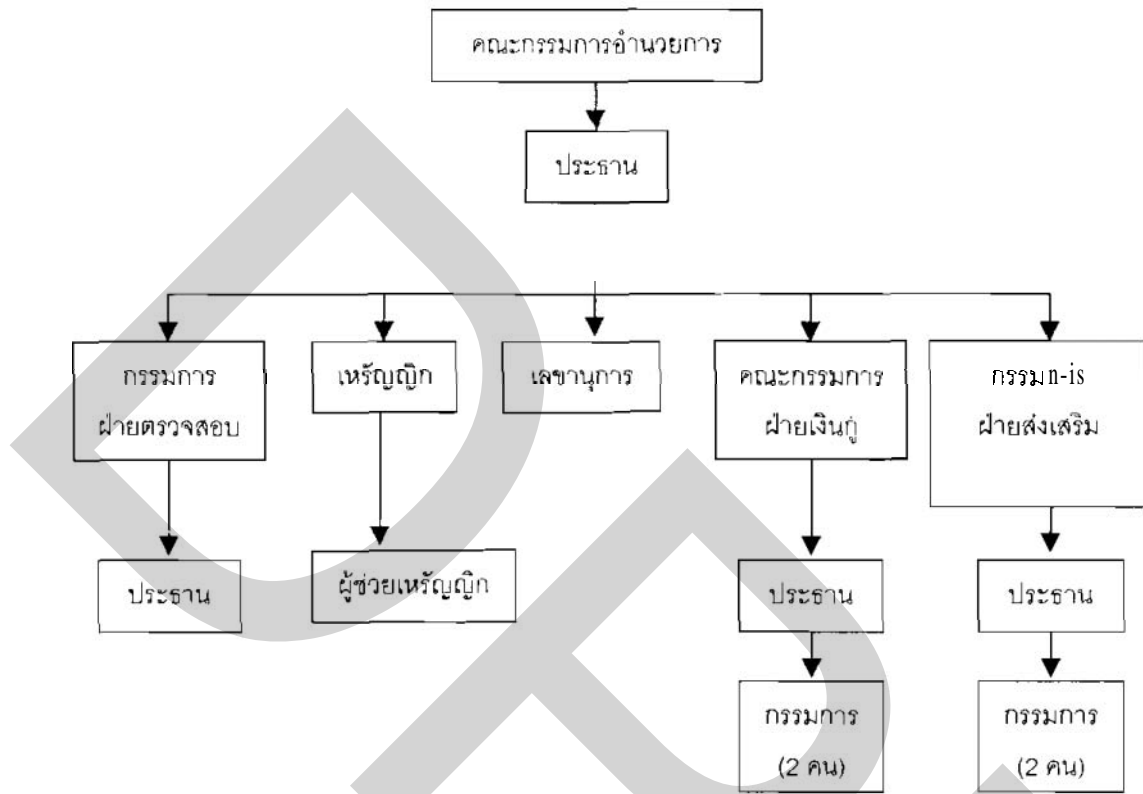 คณะกรรมการอำนวยการ
ประธาน
กรรมการ
ฝ่ายตรวจสอบ
เหรัญญิก
เลขานุการ
คณะกรรมการ
ฝ่ายเงินกู่
กรรมn-is
ฝ่ายส่งเสริม
ประธาน
ผู้ช่วยเหรัญญิก
ประธาน
ประธาน
กรรมการ
(2 คน)
กรรมการ
(2 คน)